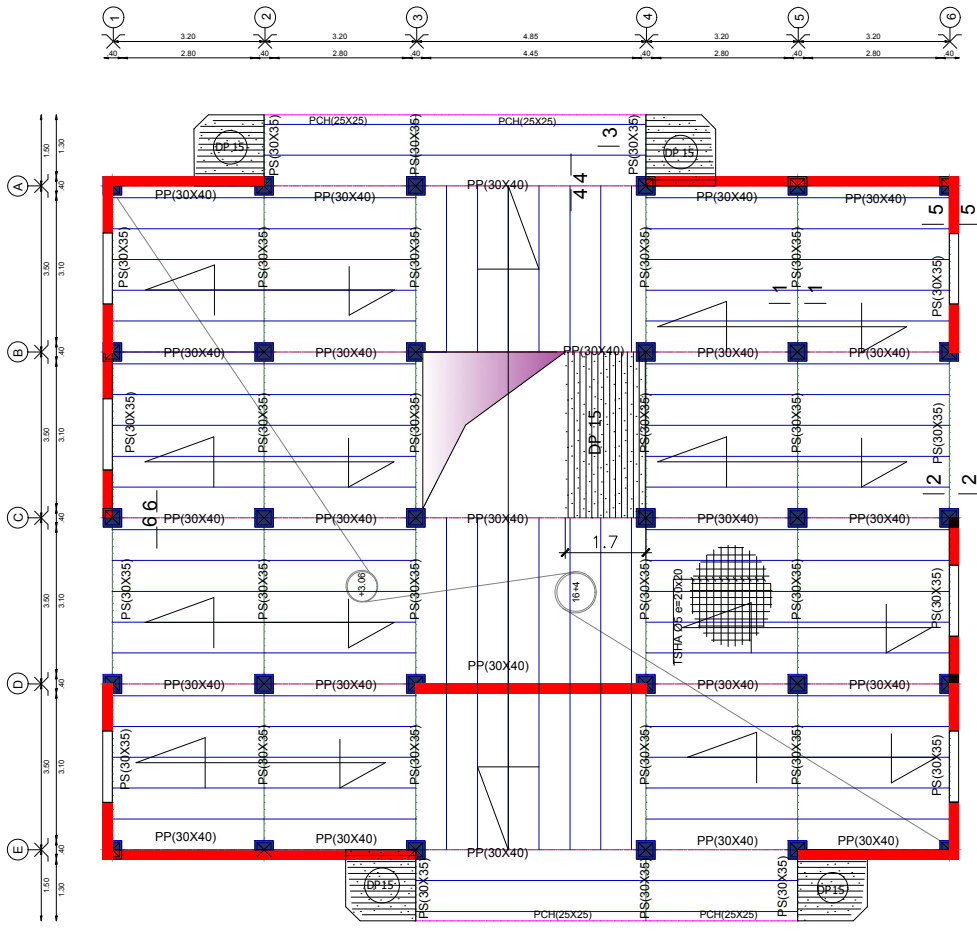 1 2 3 4 5 6
3.20 3.20 4.85 3.20 3.20
.40 2.80 .40 2.80 .40 4.45 .40 2.80 .40 2.80 .40
PCH(25X25) PCH(25X25)
3
DP 15 DP 15
PS(30X35) PS(30X35) PS(30X35)
1.50 1.30
A .40
PP(30X40) PP(30X40) PP(30X40) PP(30X40) PP(30X40)
4 4
5 5
3.50 3.10
PS(30X35) PS(30X35) PS(30X35) PS(30X35) PS(30X35) PS(30X35)
1 1
B .40
PP(30X40) PP(30X40) PP(30X40) PP(30X40) PP(30X40)
3.50 3.10
PS(30X35) PS(30X35) PS(30X35) DP 15 PS(30X35) PS(30X35) PS(30X35)
2 2
6 6
C .40
PP(30X40) PP(30X40) PP(30X40) PP(30X40) PP(30X40)
1.7
3.50 3.10
+3.06
16+4
TSHA Ø5 e=20x20
PS(30X35) PS(30X35) PS(30X35) PS(30X35) PS(30X35) PS(30X35)
PP(30X40)
D .40
PP(30X40) PP(30X40) PP(30X40) PP(30X40)
3.50 3.10
PS(30X35) PS(30X35) PS(30X35) PS(30X35) PS(30X35) PS(30X35)
E .40
PP(30X40) PP(30X40) PP(30X40) PP(30X40) PP(30X40)
1.50 1.30
DP15 DP15
PS(30X35) PS(30X35) PS(30X35)
PCH(25X25) PCH(25X25)